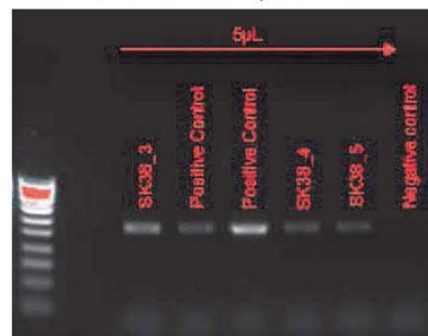 5µL
SK38_3
Positive Control
Positive Control
SK38_4
SK38_5
Negative control